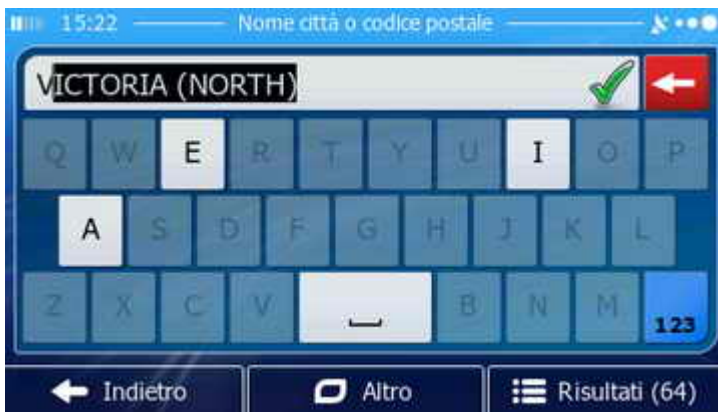 15:22 Nome città o codice postale
VICTORIA (NORTH)
Q W E R T Y U I O P
A S D F G H J K L
Z X C V B N M 123
Indietro Altro Risultati (64)